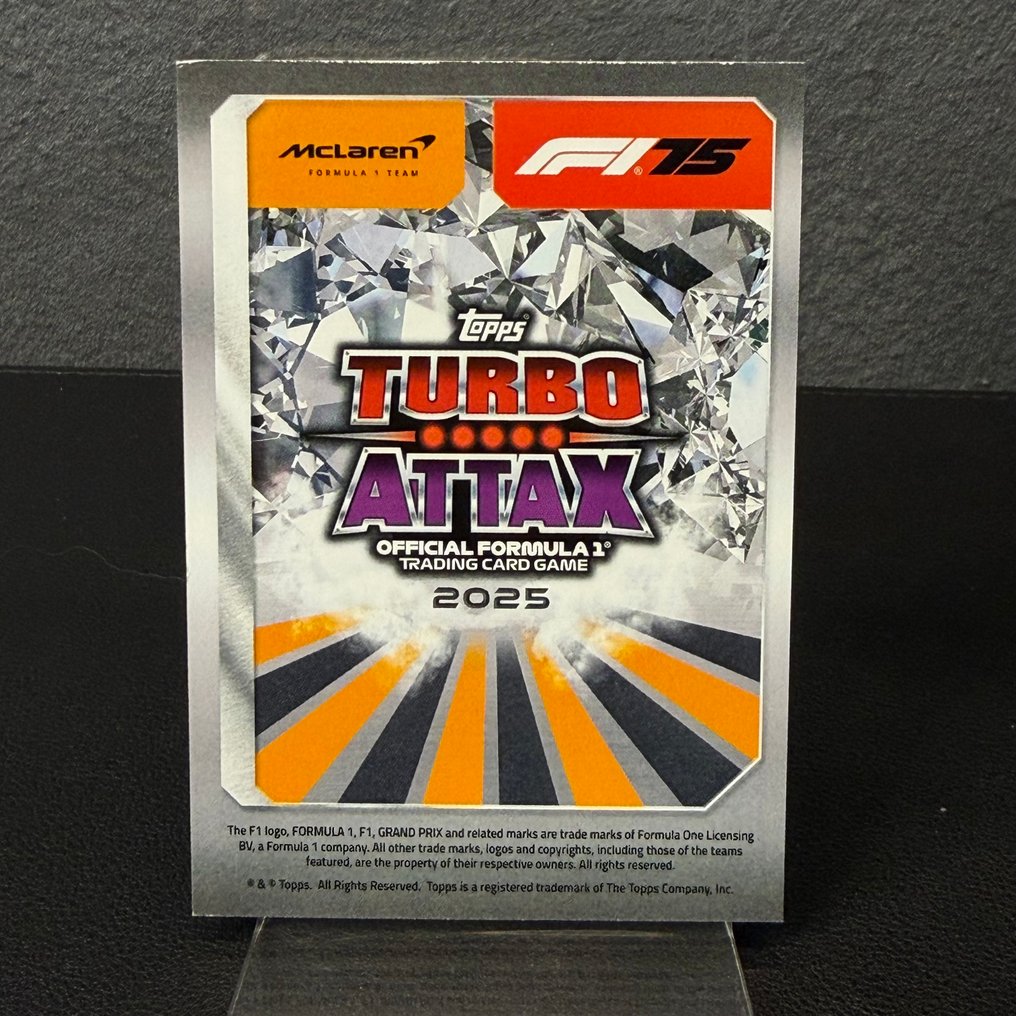 McLaren
FORMULA 1 TEAM
F1® 75
Topps®
TURBO
ATTAX
OFFICIAL FORMULA 1®
TRADING CARD GAME
2025
The F1 logo, FORMULA 1, F1, GRAND PRIX and related marks are trade marks of Formula One Licensing
BV, a Formula 1 company. All other trade marks, logos and copyrights, including those of the teams
featured, are the property of their respective owners. All rights reserved.
® & © Topps. All Rights Reserved. Topps is a registered trademark of The Topps Company, Inc.